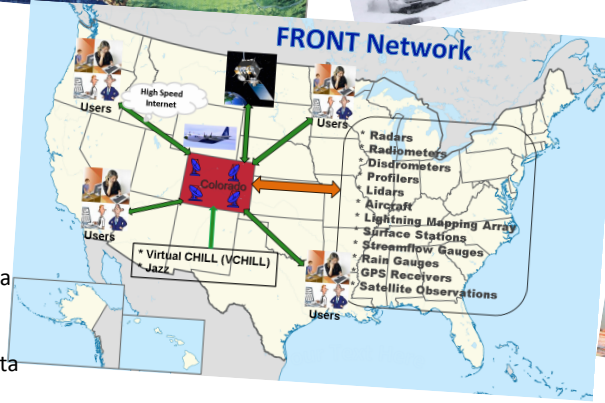 FRONT Network
Users
High Speed
Internet
Users
Colorado
Users
* Virtual CHILL (VCHILL)
* Jazz
Users
* Radars
* Radiometers
* Disdrometers
* Profilers
* Lidars
* Aircraft
* Lightning Mapping Array
* Surface Stations
* Streamflow Gauges
* Rain Gauges
* GPS Receivers
* Satellite Observations
a
ta